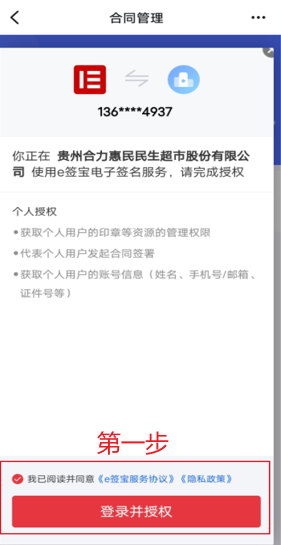 合同管理
136****4937
你正在 贵州合力惠民民生超市股份有限公
司 使用e签宝电子签名服务，请完成授权
个人授权
•获取个人用户的印章等资源的管理权限
•代表个人用户发起合同签署
•获取个人用户的账号信息（姓名、手机号/邮箱、
证件号等）
第一步
我已阅读并同意《e签宝服务协议》《隐私政策》
登录并授权